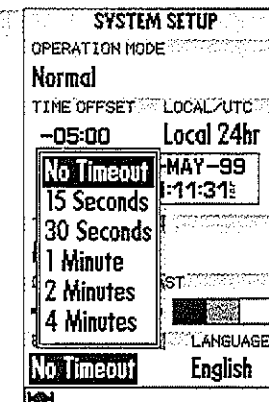 SYSTEM SETUP
OPERATION MODE
Normal
TIME OFFSET LOCAL/UTC
-05:00 Local 24hr
No Timeout
15 Seconds
30 Seconds
1 Minute
2 Minutes
4 Minutes
-MAY-99
:11:31
LANGUAGE
No Timeout English